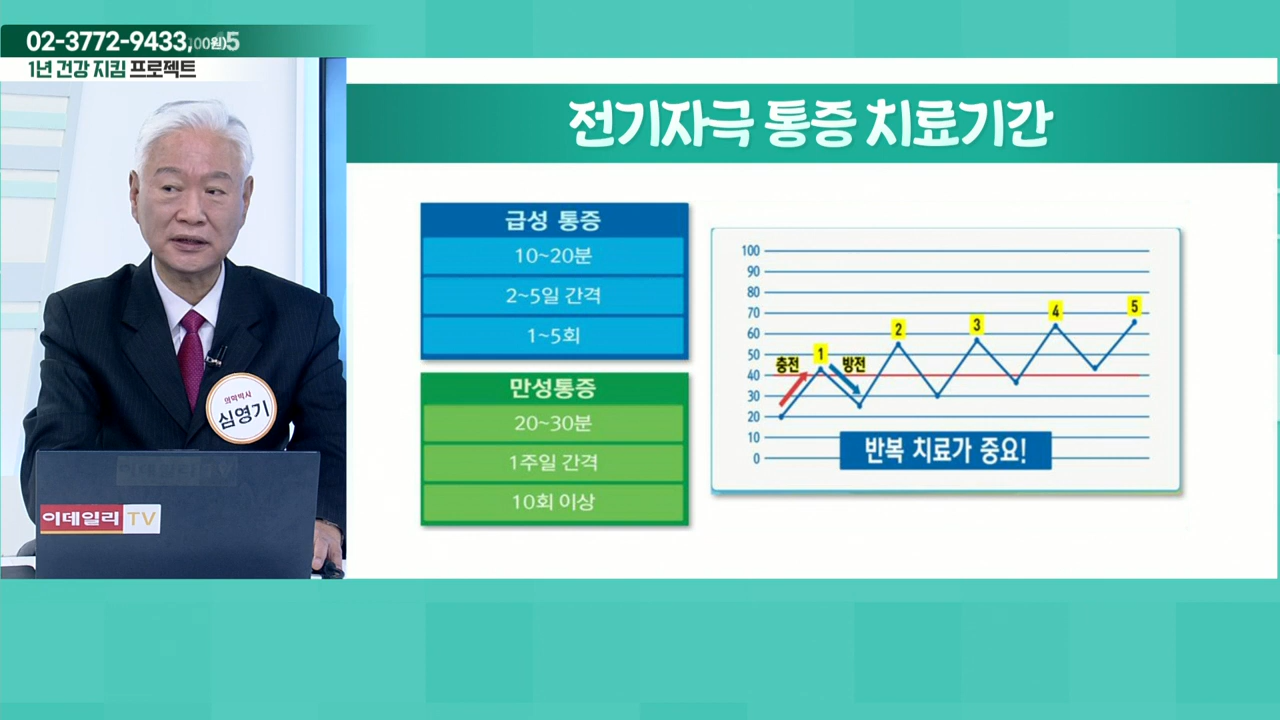 02-3772-9433,
1년 건강 지킴 프로젝트
전기자극 통증 치료기간
급성 통증
10~20분
2~5일 간격
1~5회
만성통증
20~30분
1주일 간격
10회 이상
100
90
80
70
60
50
40
30
20
10
0
충전
1
방전
2
3
4
5
반복 치료가 중요!
의학박사
심영기
이데일리 TV